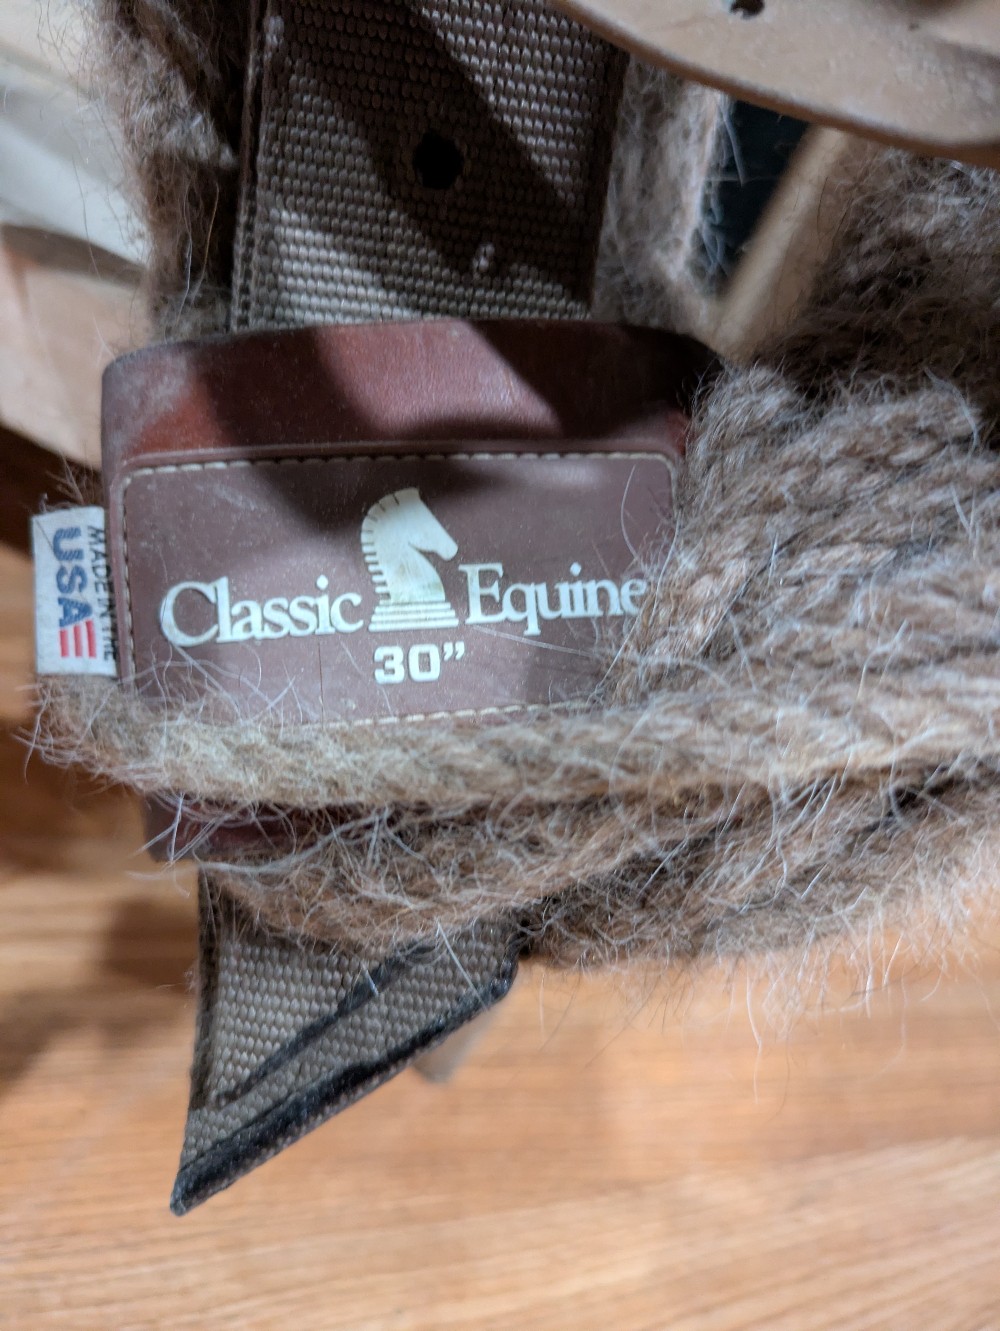 Classic Equine
30”
MADE IN THE
USA